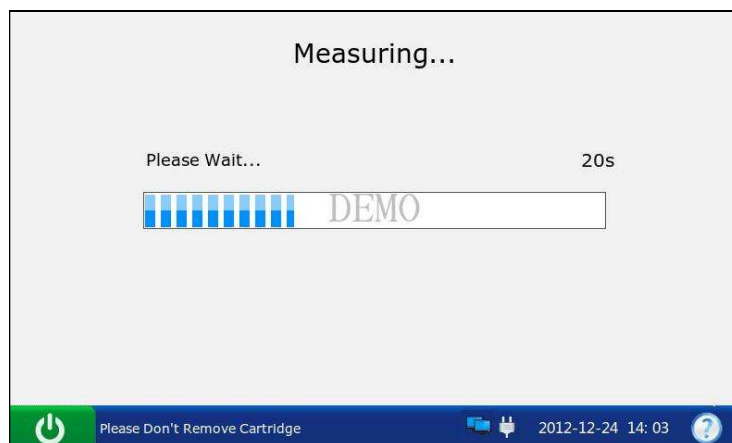 Measuring...
Please Wait... 20s
DEMO
Please Don't Remove Cartridge 2012-12-24 14: 03 ?